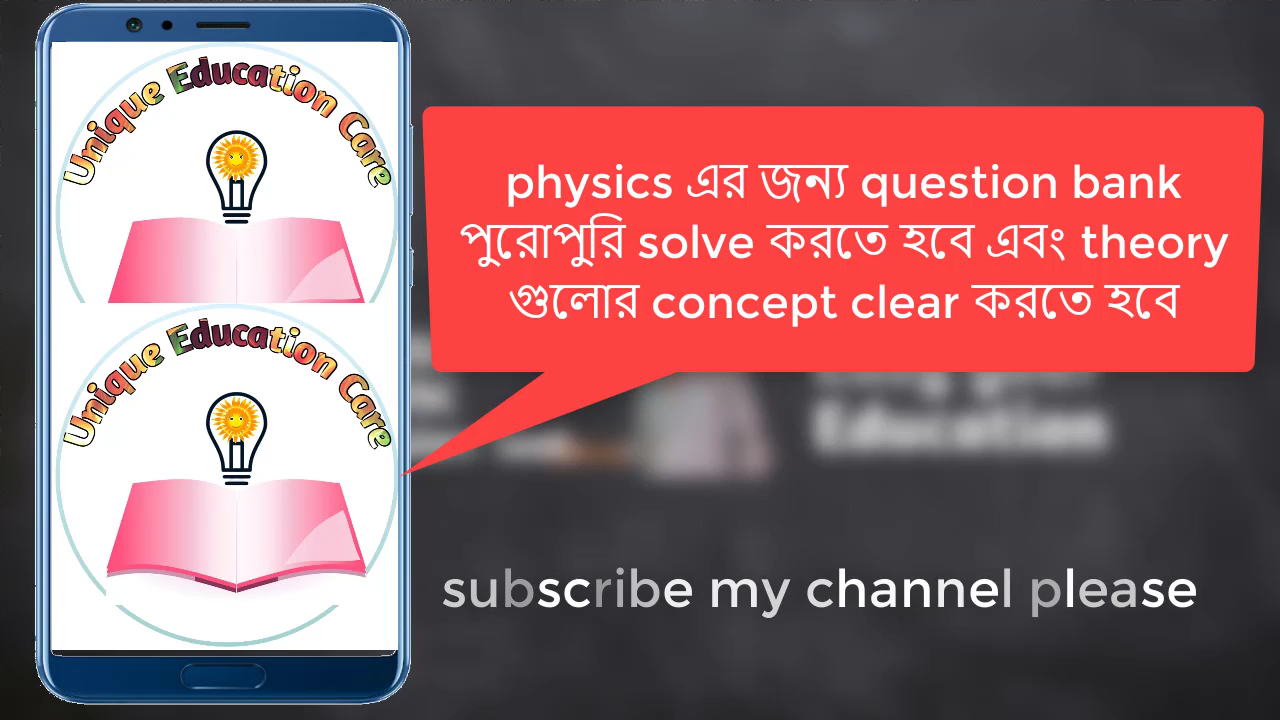 Unique Education Care
Unique Education Care
physics এর জন্য question bank
পুরোপুরি solve করতে হবে এবং theory
গুলোর concept clear করতে হবে
Education
subscribe my channel please